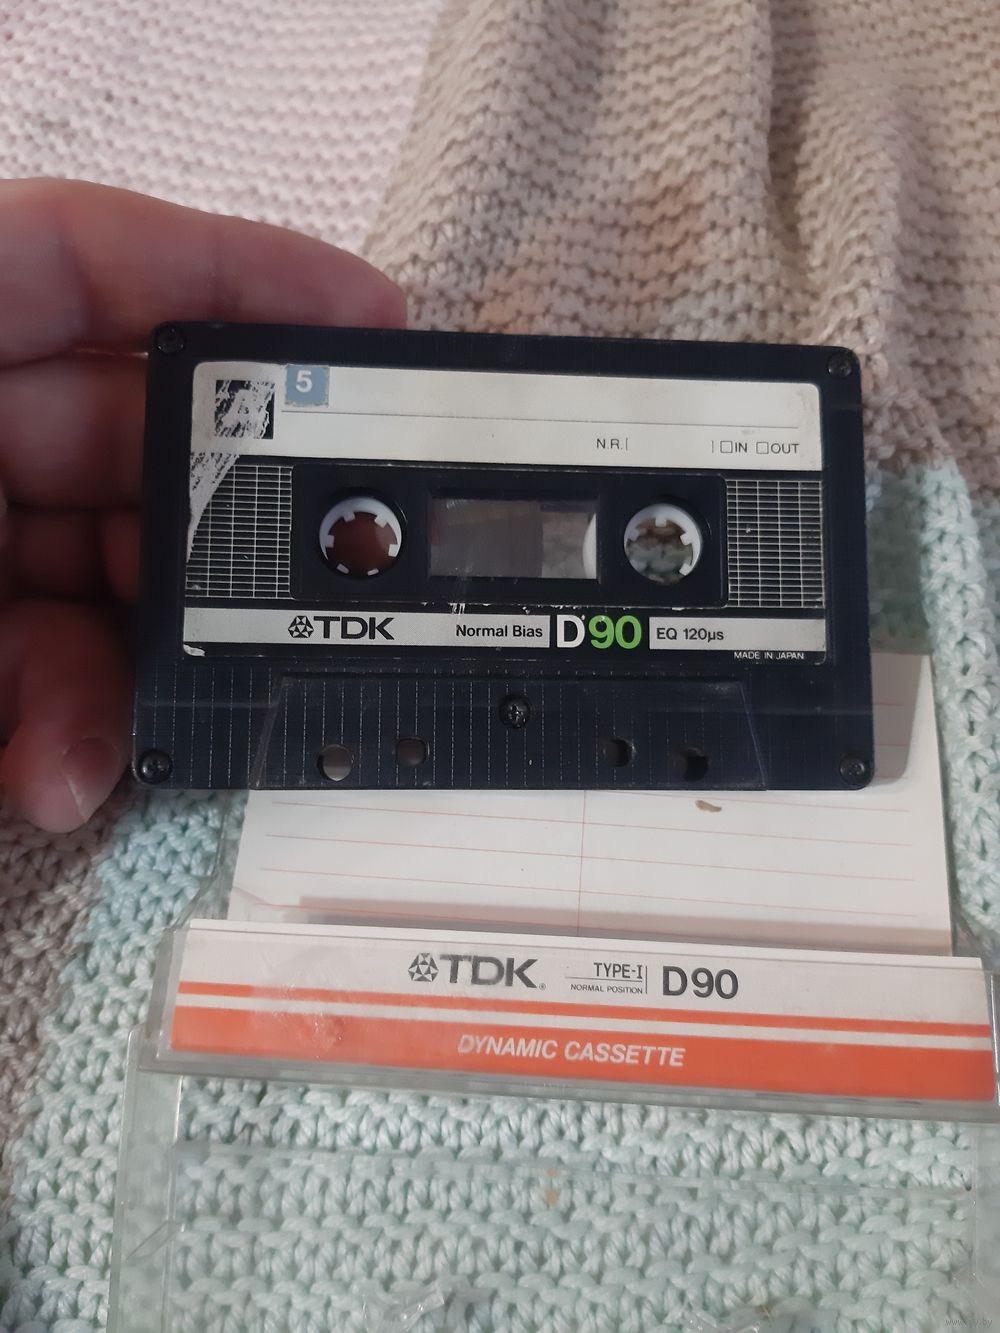 5
N.R.[ ] □IN □OUT
TDK Normal Bias D90 EQ 120µs
MADE IN JAPAN
TDK® TYPE-I D90
NORMAL POSITION
DYNAMIC CASSETTE